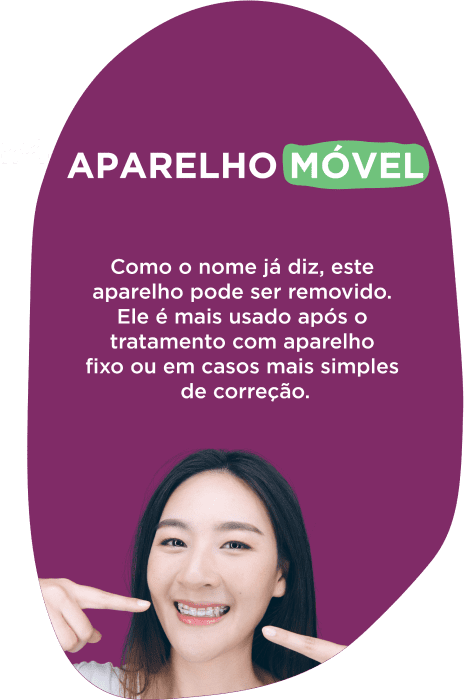 APARELHO MÓVEL
Como o nome já diz, este
aparelho pode ser removido.
Ele é mais usado após o
tratamento com aparelho
fixo ou em casos mais simples
de correção.